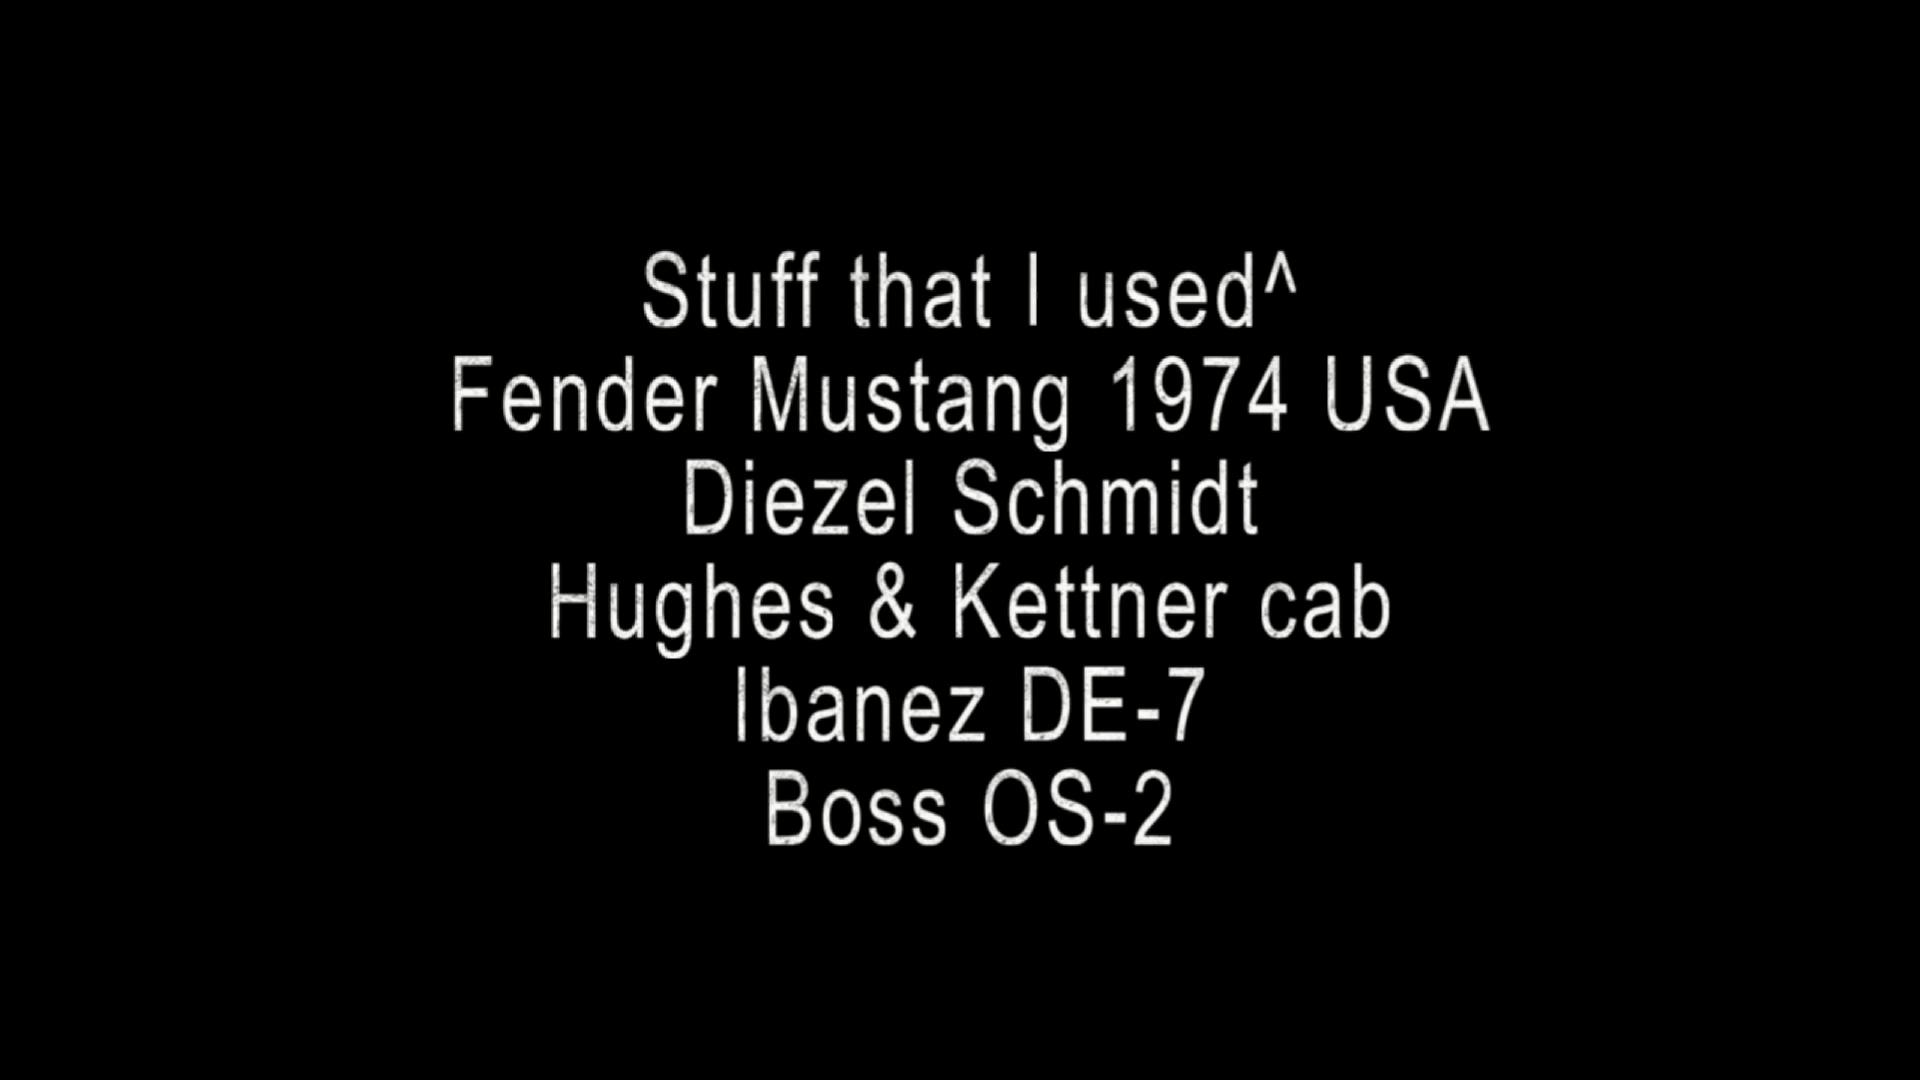 Stuff that I used^
Fender Mustang 1974 USA
Diezel Schmidt
Hughes & Kettner cab
Ibanez DE-7
Boss OS-2